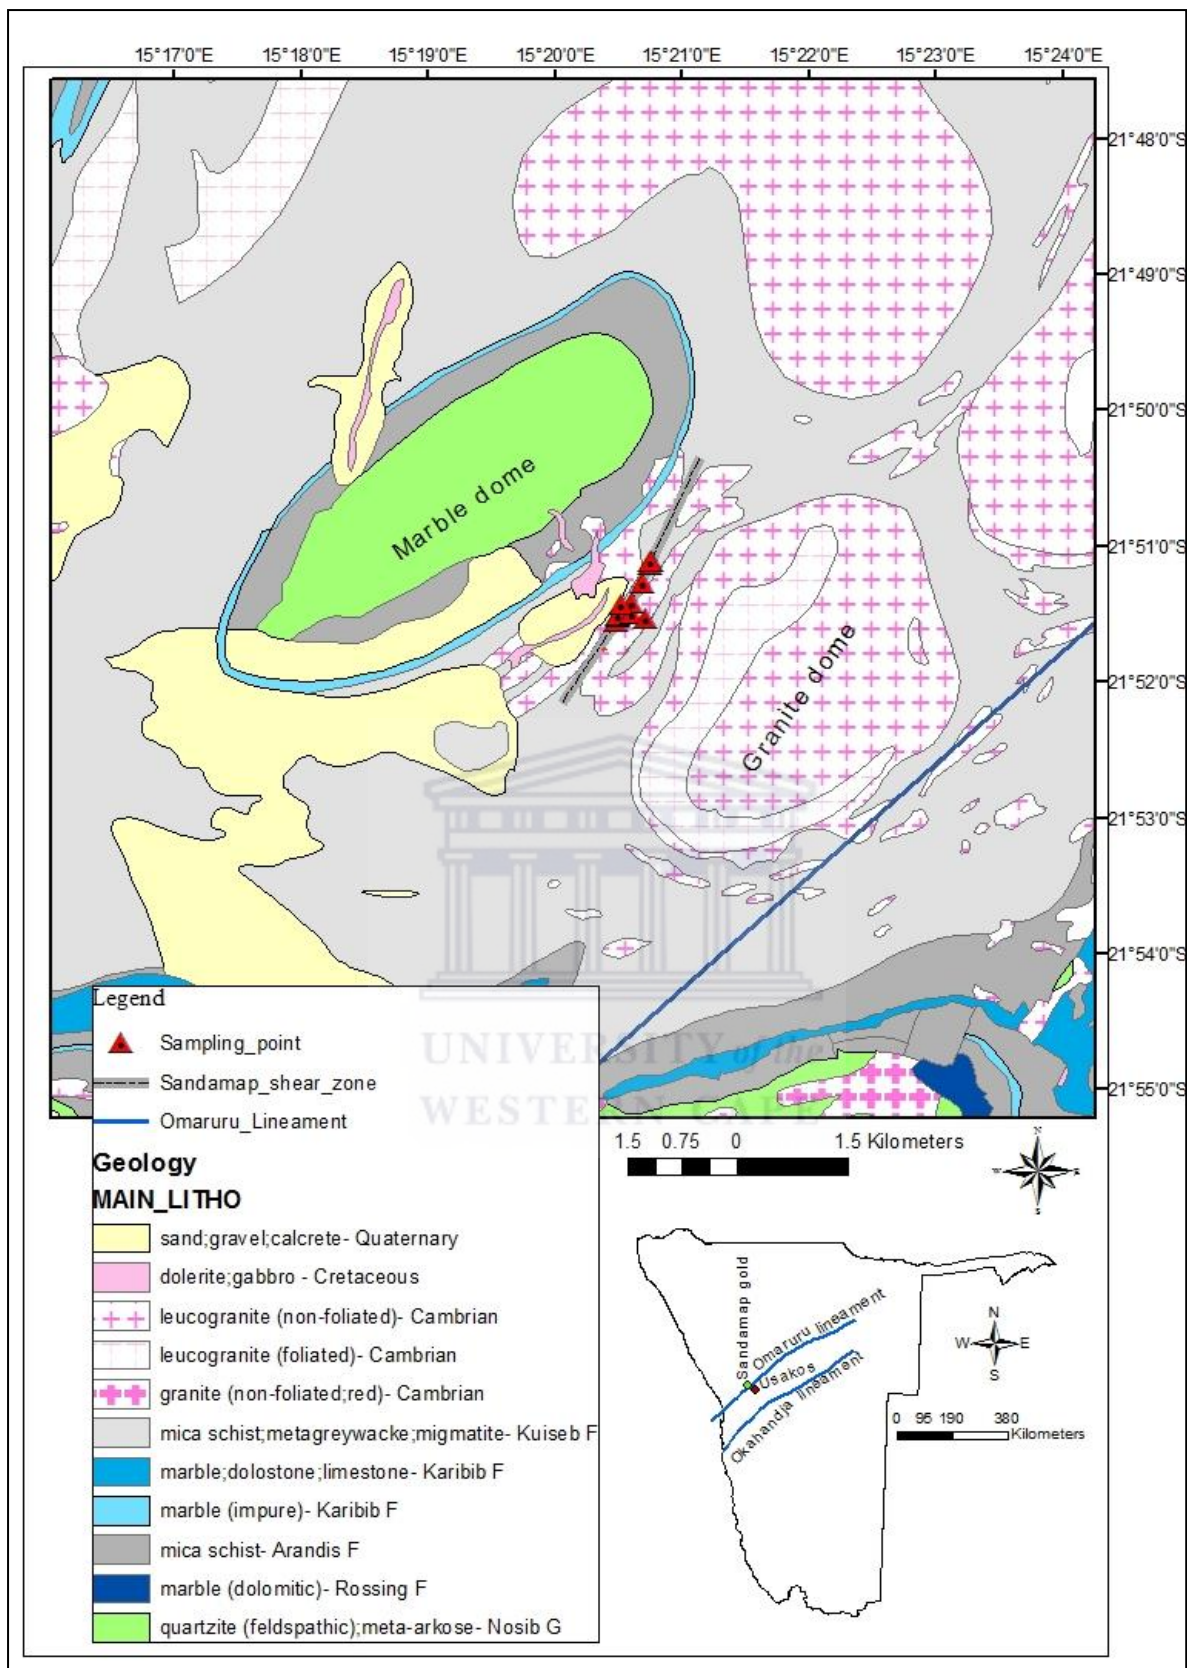 15°17'0"E 15°18'0"E 15°19'0"E 15°20'0"E 15°21'0"E 15°22'0"E 15°23'0"E 15°24'0"E
21°48'0"S
21°49'0"S
21°50'0"S
21°51'0"S
21°52'0"S
21°53'0"S
21°54'0"S
21°55'0"S
Marble dome
Granite dome
UNIVERSITY of the
WESTERN CAPE
Legend
Sampling_point
Sandamap_shear_zone
Omaruru_Lineament
Geology
MAIN_LITHO
sand;gravel;calcrete- Quaternary
dolerite;gabbro - Cretaceous
leucogranite (non-foliated)- Cambrian
leucogranite (foliated)- Cambrian
granite (non-foliated;red)- Cambrian
mica schist;metagreywacke;migmatite- Kuiseb F
marble;dolostone;limestone- Karibib F
marble (impure)- Karibib F
mica schist- Arandis F
marble (dolomitic)- Rossing F
quartzite (feldspathic);meta-arkose- Nosib G
1.5 0.75 0 1.5 Kilometers
N
W E
S
Sandamap gold
Omaruru lineament
Usakos
Okahandja lineament
N
W E
S
0 95 190 380
Kilometers